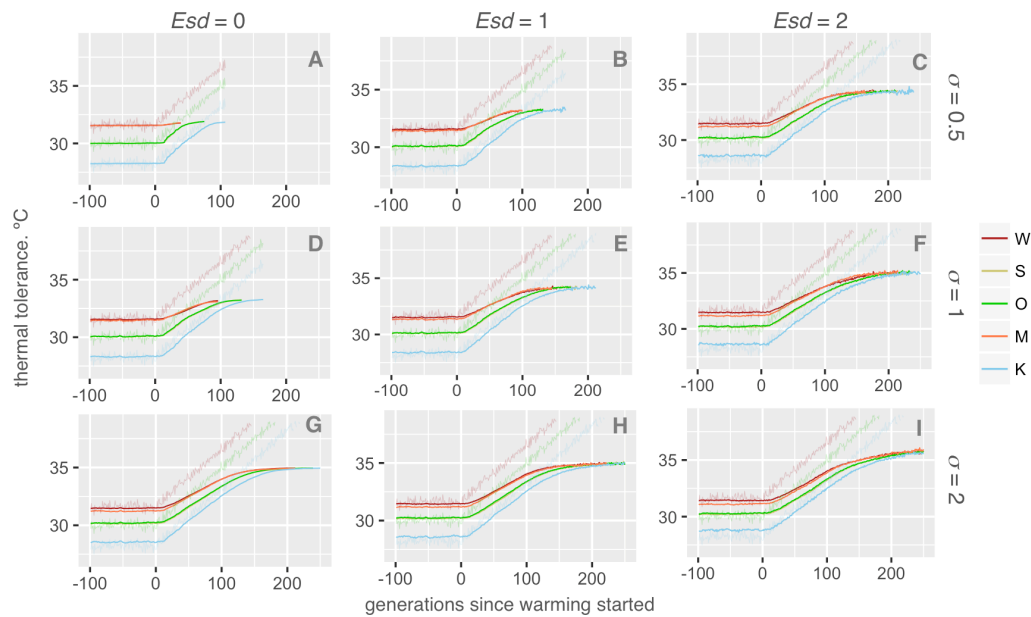 Esd = 0 Esd = 1 Esd = 2
A B C
35 35 35
30 30 30
σ = 0.5
-100 0 100 200 -100 0 100 200 -100 0 100 200
thermal tolerance. ºC
D E F
35 35 35
30 30 30
σ = 1
-100 0 100 200 -100 0 100 200 -100 0 100 200
G H I
35 35 35
30 30 30
σ = 2
-100 0 100 200 -100 0 100 200 -100 0 100 200
generations since warming started
W
S
O
M
K